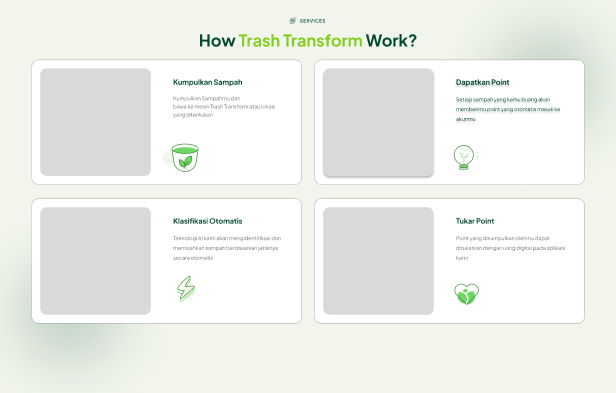 SERVICES
How Trash Transform Work?
Kumpulkan Sampah
Kumpulkan Sampahmu dan
bawa ke mesin Trash Transform atau lokasi
yang ditentukan
Dapatkan Point
Setiap sampah yang kamu buang akan
memberimu point yang otomatis masuk ke
akunmu
Klasifikasi Otomatis
Teknologi AI kami akan mengidentifikasi dan
memisahkan sampah berdasarkan jenisnya
secara otomatis
Tukar Point
Point yang dikumpulkan oleh mu dapat
ditukarkan dengan uang digital pada aplikasi
kami